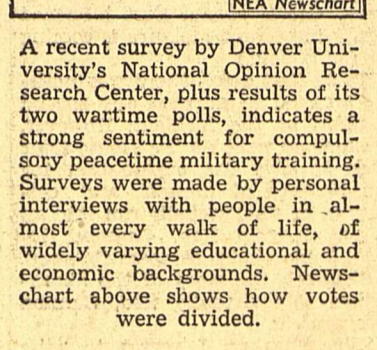 NEA Newschart
A recent survey by Denver Uni-
versity's National Opinion Re-
search Center, plus results of its
two wartime polls, indicates a
strong sentiment for compul-
sory peacetime military training.
Surveys were made by personal
interviews with people in al-
most every walk of life, of
widely varying educational and
economic backgrounds. News-
chart above shows how votes
were divided.